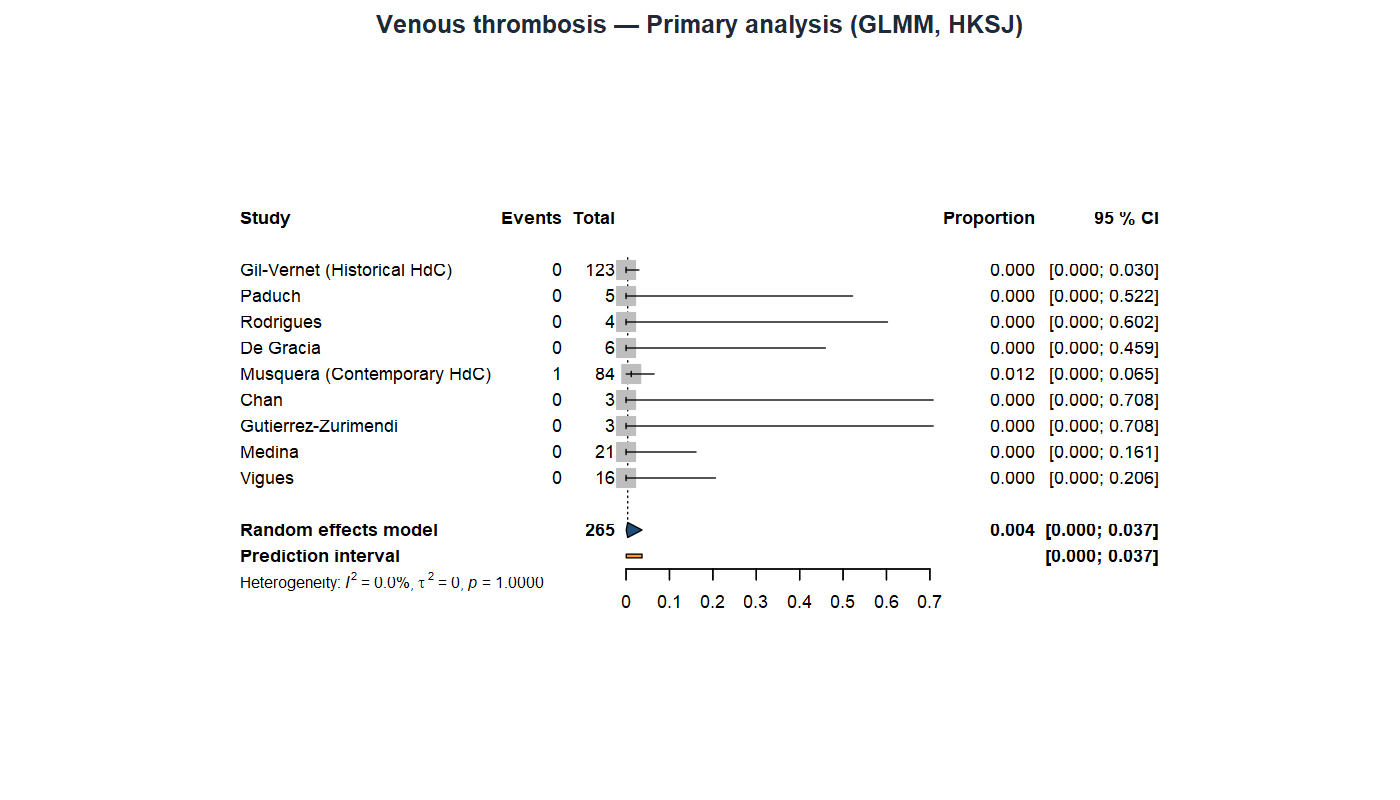 Venous thrombosis — Primary analysis (GLMM, HKSJ)
Study Events Total Proportion 95 % CI
Gil-Vernet (Historical HdC) 0 123 0.000 [0.000; 0.030]
Paduch 0 5 0.000 [0.000; 0.522]
Rodrigues 0 4 0.000 [0.000; 0.602]
De Gracia 0 6 0.000 [0.000; 0.459]
Musquera (Contemporary HdC) 1 84 0.012 [0.000; 0.065]
Chan 0 3 0.000 [0.000; 0.708]
Gutierrez-Zurimendi 0 3 0.000 [0.000; 0.708]
Medina 0 21 0.000 [0.000; 0.161]
Vigues 0 16 0.000 [0.000; 0.206]
Random effects model 265 0.004 [0.000; 0.037]
Prediction interval [0.000; 0.037]
Heterogeneity: I² = 0.0%, τ² = 0, p = 1.0000
0 0.1 0.2 0.3 0.4 0.5 0.6 0.7